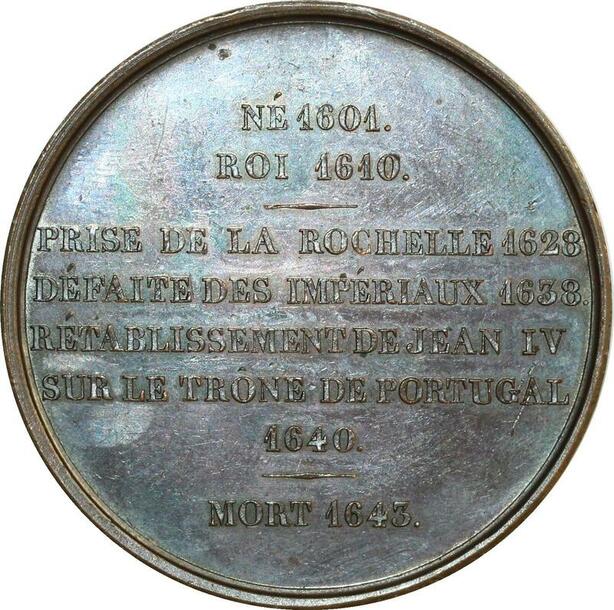 NÉ 1601.
ROI 1610.
PRISE DE LA ROCHELLE 1628
DÉFAITE DES IMPÉRIAUX 1638.
RÉTABLISSEMENT DE JEAN IV
SUR LE TRÔNE DE PORTUGAL
1640.
MORT 1643.